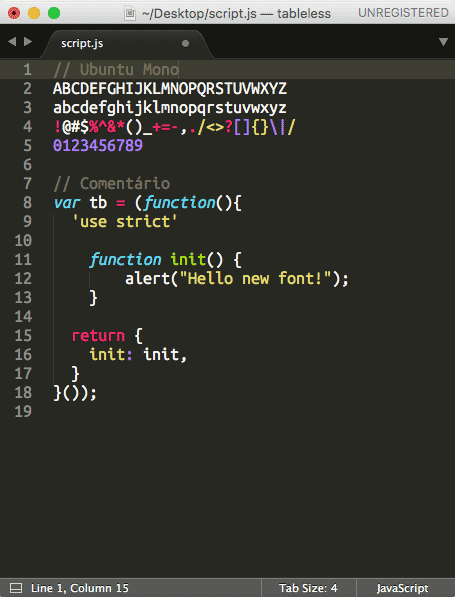 ~/Desktop/script.js — tableless UNREGISTERED
script.js
1 // Ubuntu Mono
2 ABCDEFGHIJKLMNOPQRSTUVWXYZ
3 abcdefghijklmnopqrstuvwxyz
4 !@#$%^&*()_+=-,./<>?[]{}\|/
5 0123456789
6
7 // Comentário
8 var tb = (function(){
9   'use strict'
10
11     function init() {
12         alert("Hello new font!");
13     }
14
15   return {
16     init: init,
17   }
18 }());
19
Line 1, Column 15 Tab Size: 4 JavaScript